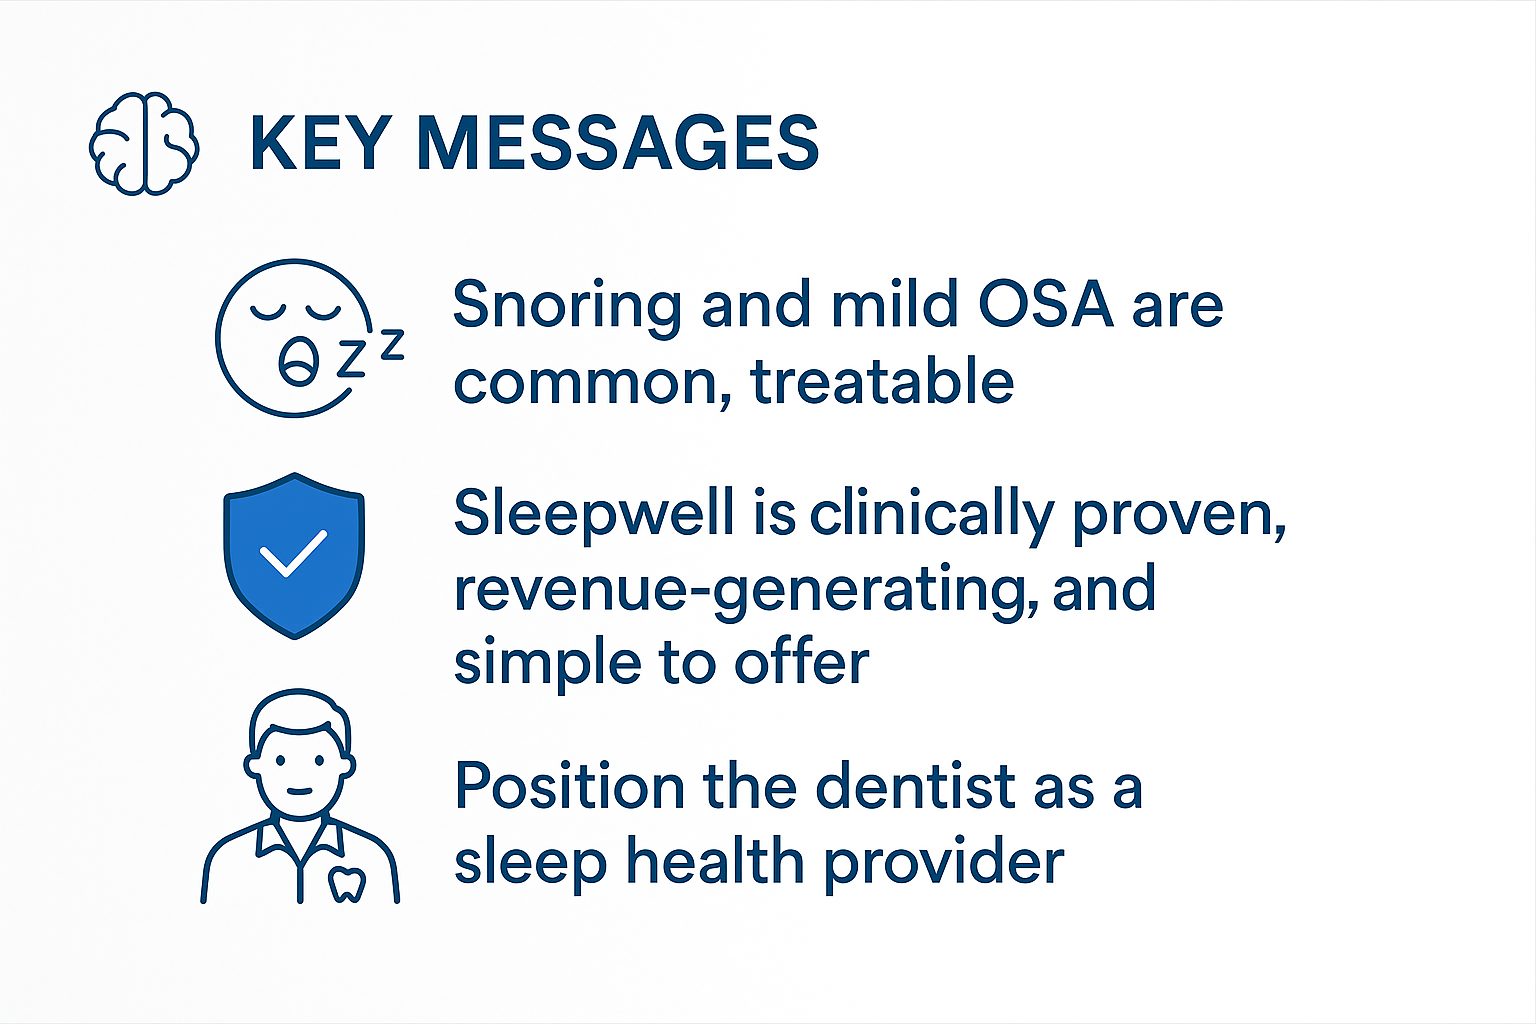 KEY MESSAGES
z z
Snoring and mild OSA are
common, treatable
Sleepwell is clinically proven,
revenue-generating, and
simple to offer
Position the dentist as a
sleep health provider